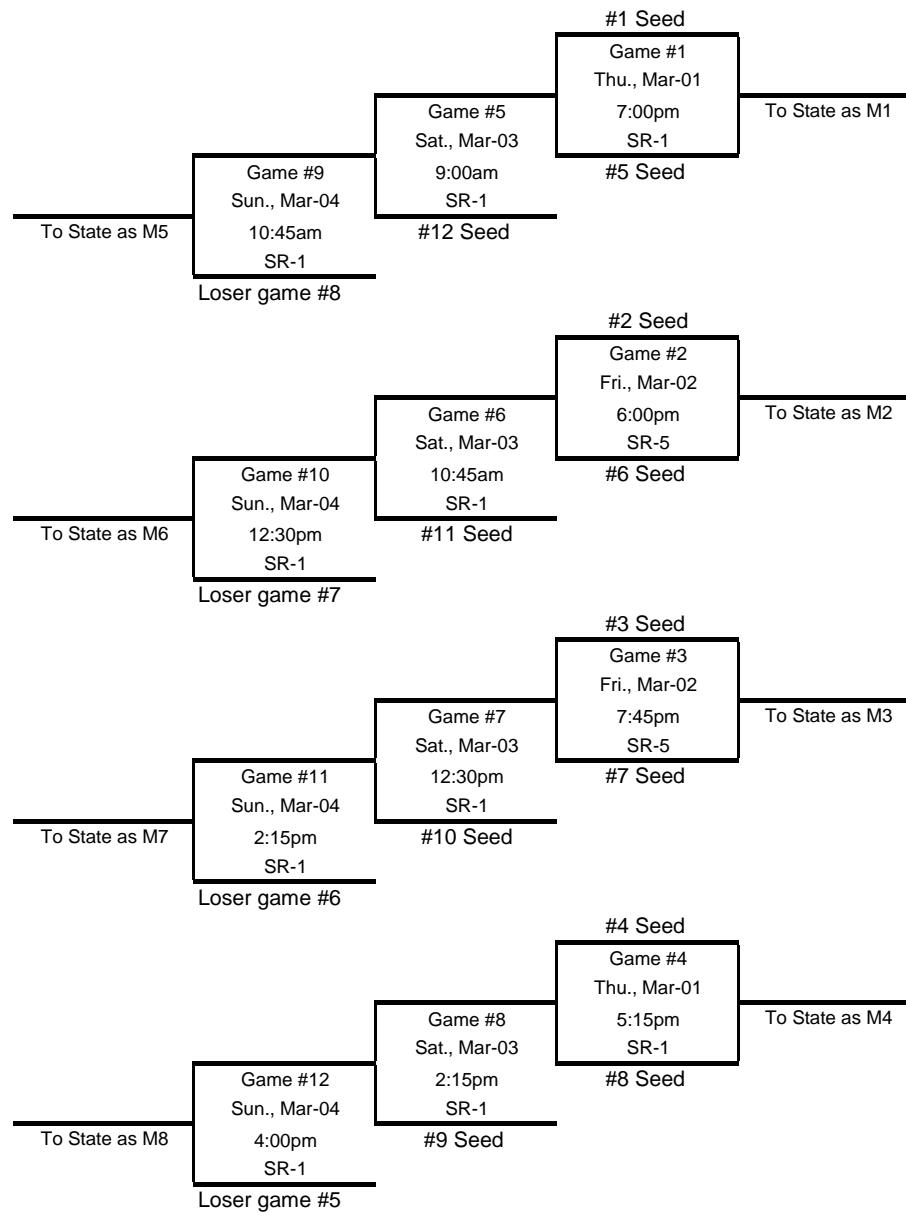 #1 Seed
Game #1
Thu., Mar-01
7:00pm
SR-1
#5 Seed
To State as M1
Game #5
Sat., Mar-03
9:00am
SR-1
#12 Seed
Game #9
Sun., Mar-04
10:45am
SR-1
Loser game #8
To State as M5
#2 Seed
Game #2
Fri., Mar-02
6:00pm
SR-5
#6 Seed
To State as M2
Game #6
Sat., Mar-03
10:45am
SR-1
#11 Seed
Game #10
Sun., Mar-04
12:30pm
SR-1
Loser game #7
To State as M6
#3 Seed
Game #3
Fri., Mar-02
7:45pm
SR-5
#7 Seed
To State as M3
Game #7
Sat., Mar-03
12:30pm
SR-1
#10 Seed
Game #11
Sun., Mar-04
2:15pm
SR-1
Loser game #6
To State as M7
#4 Seed
Game #4
Thu., Mar-01
5:15pm
SR-1
#8 Seed
To State as M4
Game #8
Sat., Mar-03
2:15pm
SR-1
#9 Seed
Game #12
Sun., Mar-04
4:00pm
SR-1
Loser game #5
To State as M8